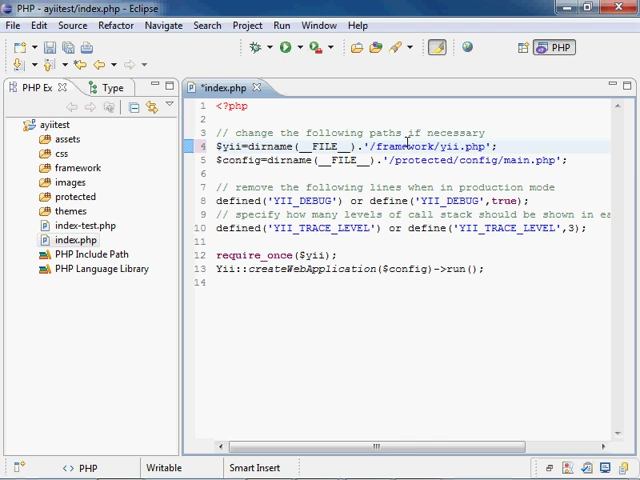 PHP - ayiitest/index.php - Eclipse
File Edit Source Refactor Navigate Search Project Run Window Help
PHP
PHP Ex Type
*index.php
ayiitest
assets
css
framework
images
protected
themes
index-test.php
index.php
PHP Include Path
PHP Language Library
1 <?php
2
3 // change the following paths if necessary
4 $yii=dirname(__FILE__).'/framework/yii.php';
5 $config=dirname(__FILE__).'/protected/config/main.php';
6
7 // remove the following lines when in production mode
8 defined('YII_DEBUG') or define('YII_DEBUG',true);
9 // specify how many levels of call stack should be shown in ea
10 defined('YII_TRACE_LEVEL') or define('YII_TRACE_LEVEL',3);
11
12 require_once($yii);
13 Yii::createWebApplication($config)->run();
14
<> PHP Writable Smart Insert